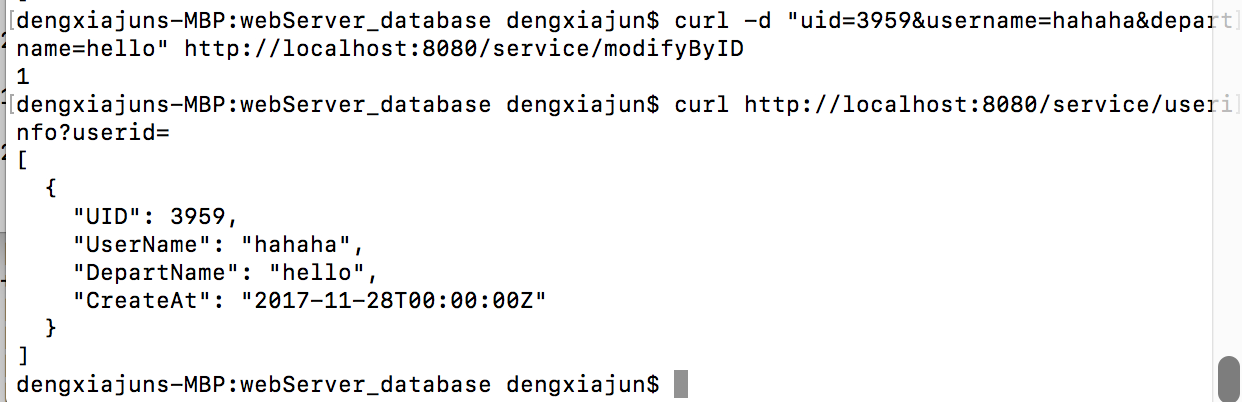 [dengxiajuns-MBP:webServer_database dengxiajun$ curl -d "uid=3959&username=hahaha&depart]
name=hello" http://localhost:8080/service/modifyByID
1
[dengxiajuns-MBP:webServer_database dengxiajun$ curl http://localhost:8080/service/useri]
nfo?userid=
[
  {
    "UID": 3959,
    "UserName": "hahaha",
    "DepartName": "hello",
    "CreateAt": "2017-11-28T00:00:00Z"
  }
]
dengxiajuns-MBP:webServer_database dengxiajun$